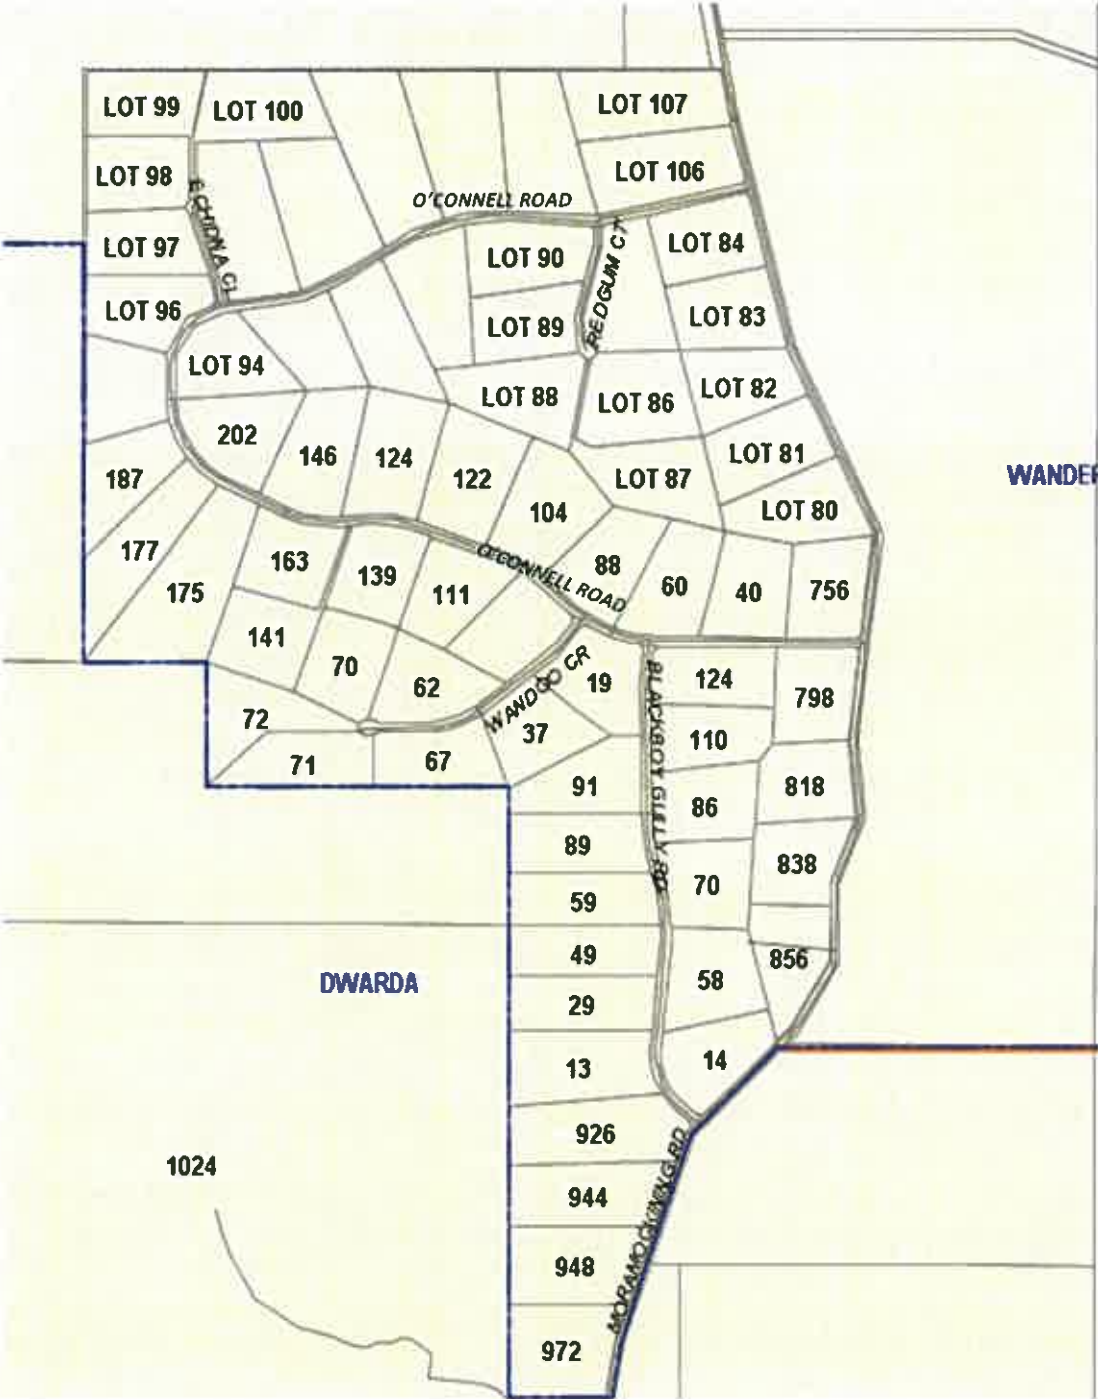 LOT 99
LOT 100
LOT 107
LOT 98
LOT 106
ECHIDNA CL
O'CONNELL ROAD
LOT 97
LOT 90
REDGUM CT
LOT 84
LOT 96
LOT 89
LOT 83
LOT 94
LOT 88
LOT 86
LOT 82
202
146
124
122
LOT 87
LOT 81
187
104
LOT 80
177
163
139
O'CONNELL ROAD
88
60
40
756
175
111
141
70
62
WANDOO CR
19
BLACKBOY GULLY RD
124
798
72
37
110
71
67
91
86
818
89
70
838
59
49
58
856
29
13
14
926
944
MORAMOCKINING RD
948
972
DWARDA
1024